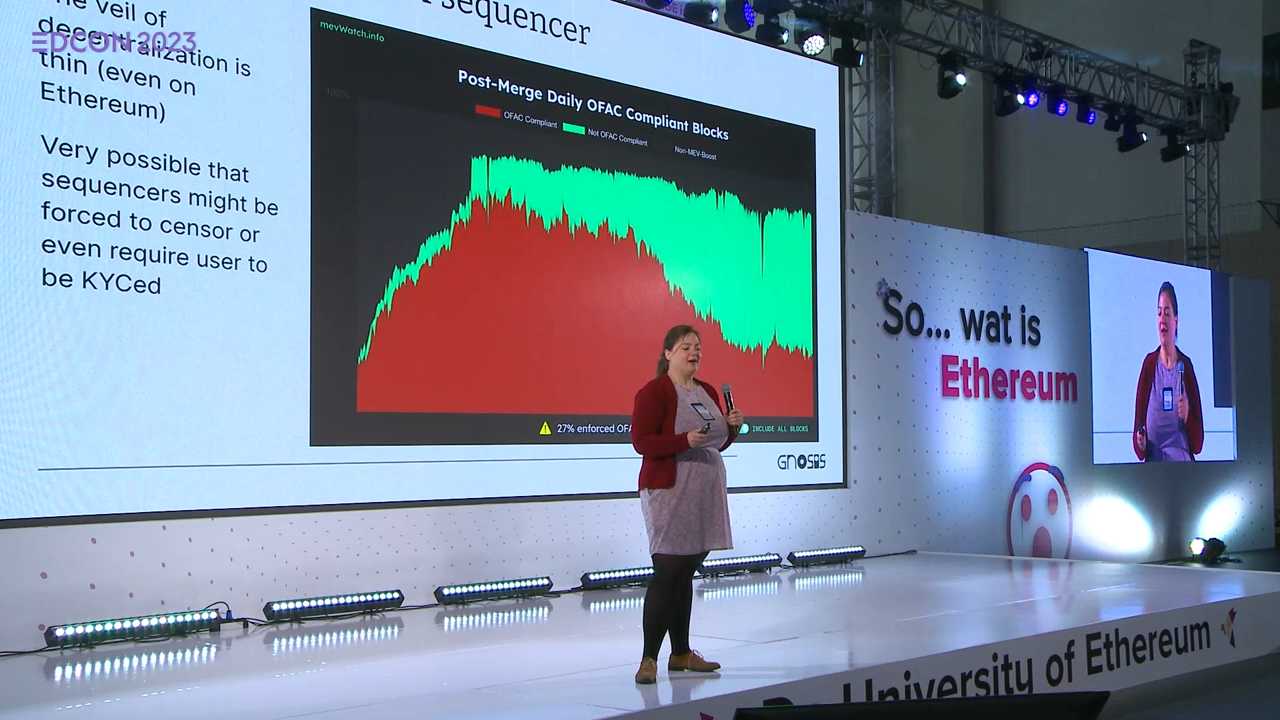 sequencer
The veil of
decentralization is
thin (even on
Ethereum)
Very possible that
sequencers might be
forced to censor or
even require user to
be KYCed
EDCON 2023
mevWatch.info
Post-Merge Daily OFAC Compliant Blocks
OFAC Compliant
Not OFAC Compliant
Non-MEV-Boost
100%
27% enforced OFA
INCLUDE ALL BLOCKS
GNOSIS
So... wat is
Ethereum
University of Ethereum